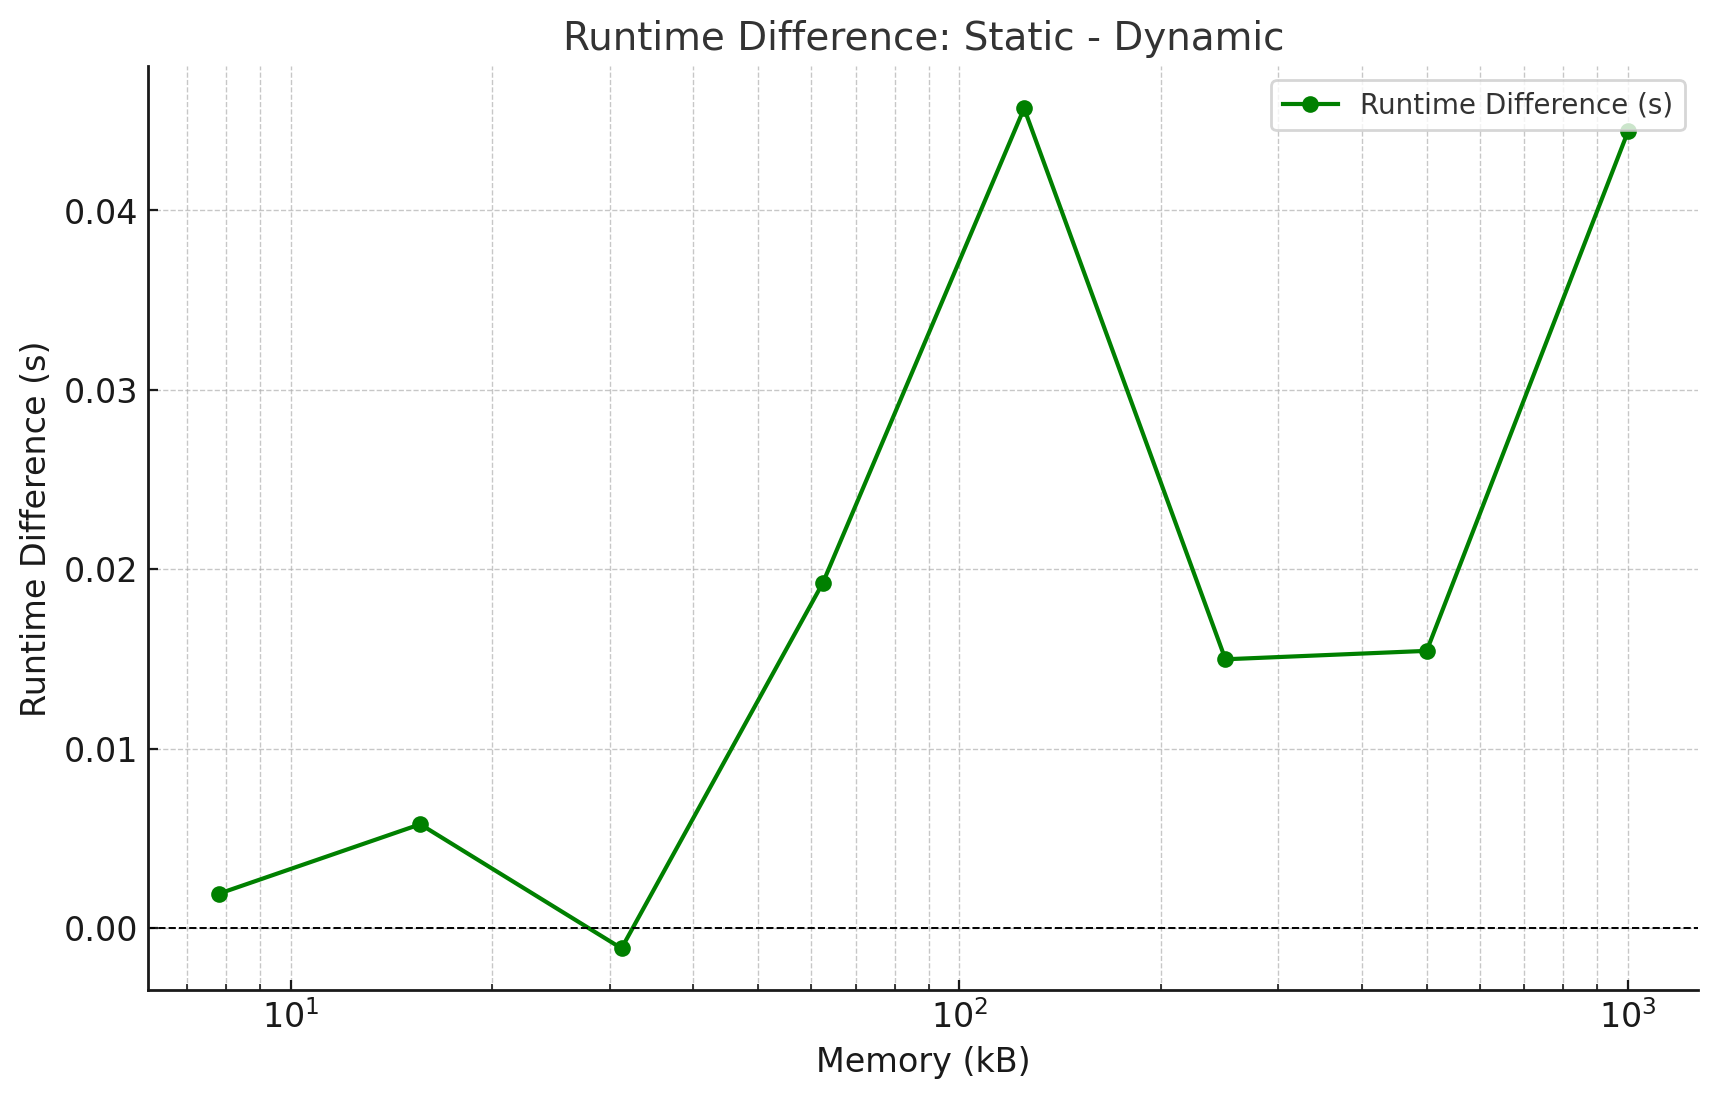 Runtime Difference: Static - Dynamic
Runtime Difference (s)
Runtime Difference (s)
0.04
0.03
0.02
0.01
0.00
10¹
10²
10³
Memory (kB)